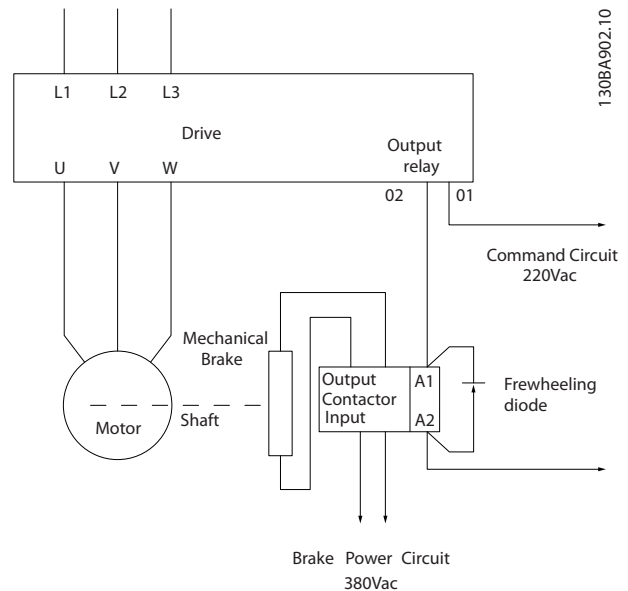 130BA902.10
L1 L2 L3
Drive
Output
relay
U V W
02 01
Command Circuit
220Vac
Mechanical
Brake
Output
Contactor
Input
A1
A2
Frewheeling
diode
Shaft
Motor
Brake Power Circuit
380Vac